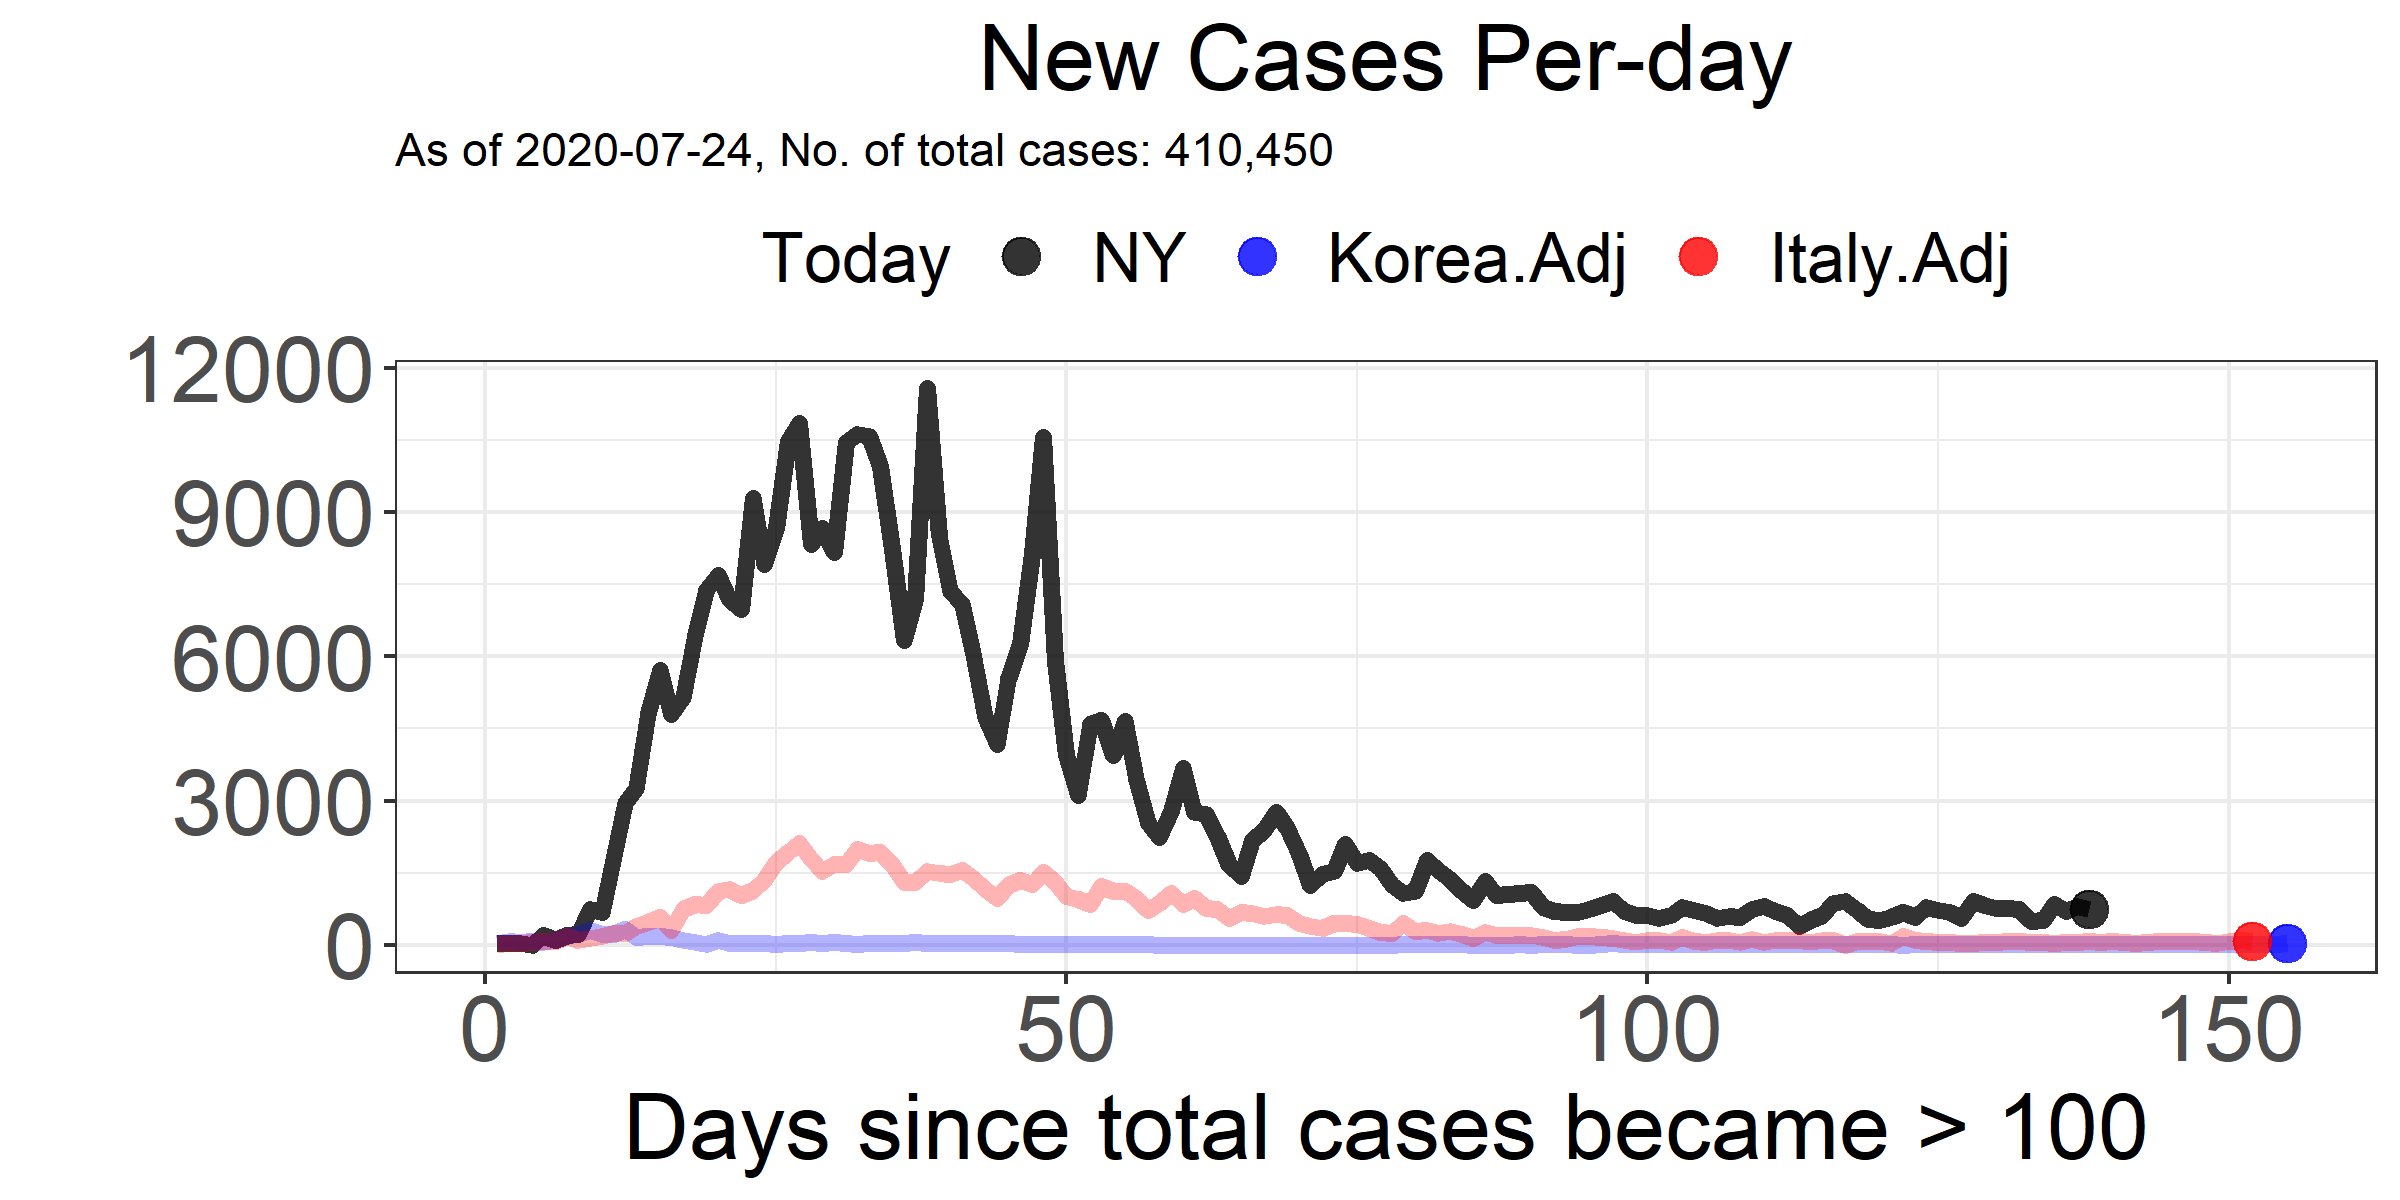 New Cases Per-day
As of 2020-07-24, No. of total cases: 410,450
Today NY Korea.Adj Italy.Adj
12000
9000
6000
3000
0
0 50 100 150
Days since total cases became > 100